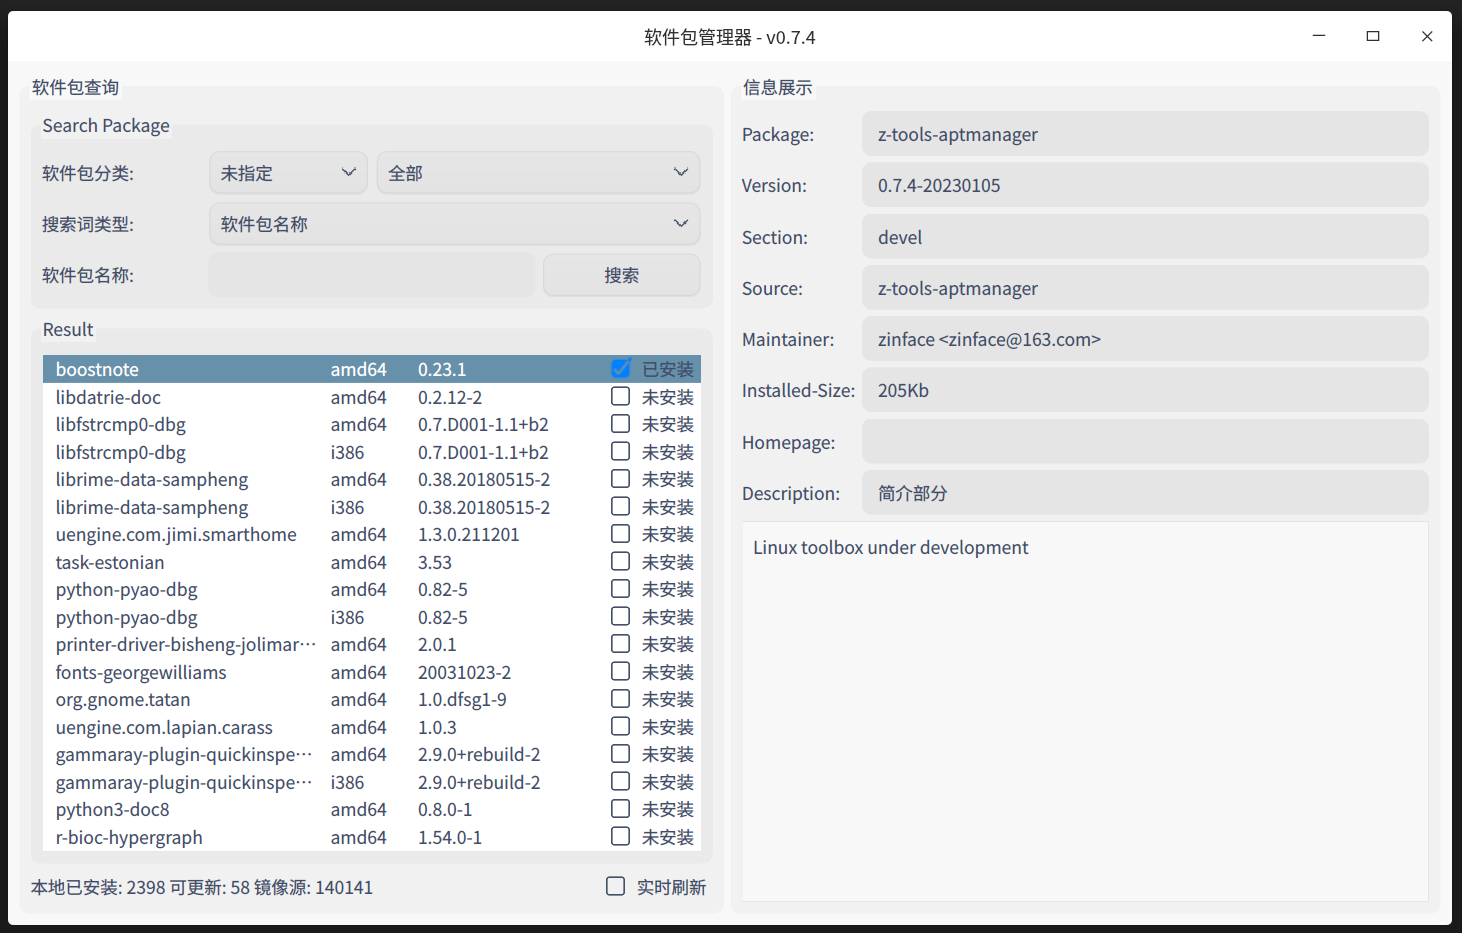 软件包管理器 - v0.7.4
软件包查询
Search Package
软件包分类: 未指定 全部
搜索词类型: 软件包名称
软件包名称: 搜索
Result
boostnote amd64 0.23.1 已安装
libdatrie-doc amd64 0.2.12-2 未安装
libfstrcmp0-dbg amd64 0.7.D001-1.1+b2 未安装
libfstrcmp0-dbg i386 0.7.D001-1.1+b2 未安装
librime-data-sampheng amd64 0.38.20180515-2 未安装
librime-data-sampheng i386 0.38.20180515-2 未安装
uengine.com.jimi.smarthome amd64 1.3.0.211201 未安装
task-estonian amd64 3.53 未安装
python-pyao-dbg amd64 0.82-5 未安装
python-pyao-dbg i386 0.82-5 未安装
printer-driver-bisheng-jolimar··· amd64 2.0.1 未安装
fonts-georgewilliams amd64 20031023-2 未安装
org.gnome.tatan amd64 1.0.dfsg1-9 未安装
uengine.com.lapian.carass amd64 1.0.3 未安装
gammaray-plugin-quickinspe··· amd64 2.9.0+rebuild-2 未安装
gammaray-plugin-quickinspe··· i386 2.9.0+rebuild-2 未安装
python3-doc8 amd64 0.8.0-1 未安装
r-bioc-hypergraph amd64 1.54.0-1 未安装
本地已安装: 2398 可更新: 58 镜像源: 140141 实时刷新
信息展示
Package: z-tools-aptmanager
Version: 0.7.4-20230105
Section: devel
Source: z-tools-aptmanager
Maintainer: zinface <zinface@163.com>
Installed-Size: 205Kb
Homepage:
Description: 简介部分
Linux toolbox under development